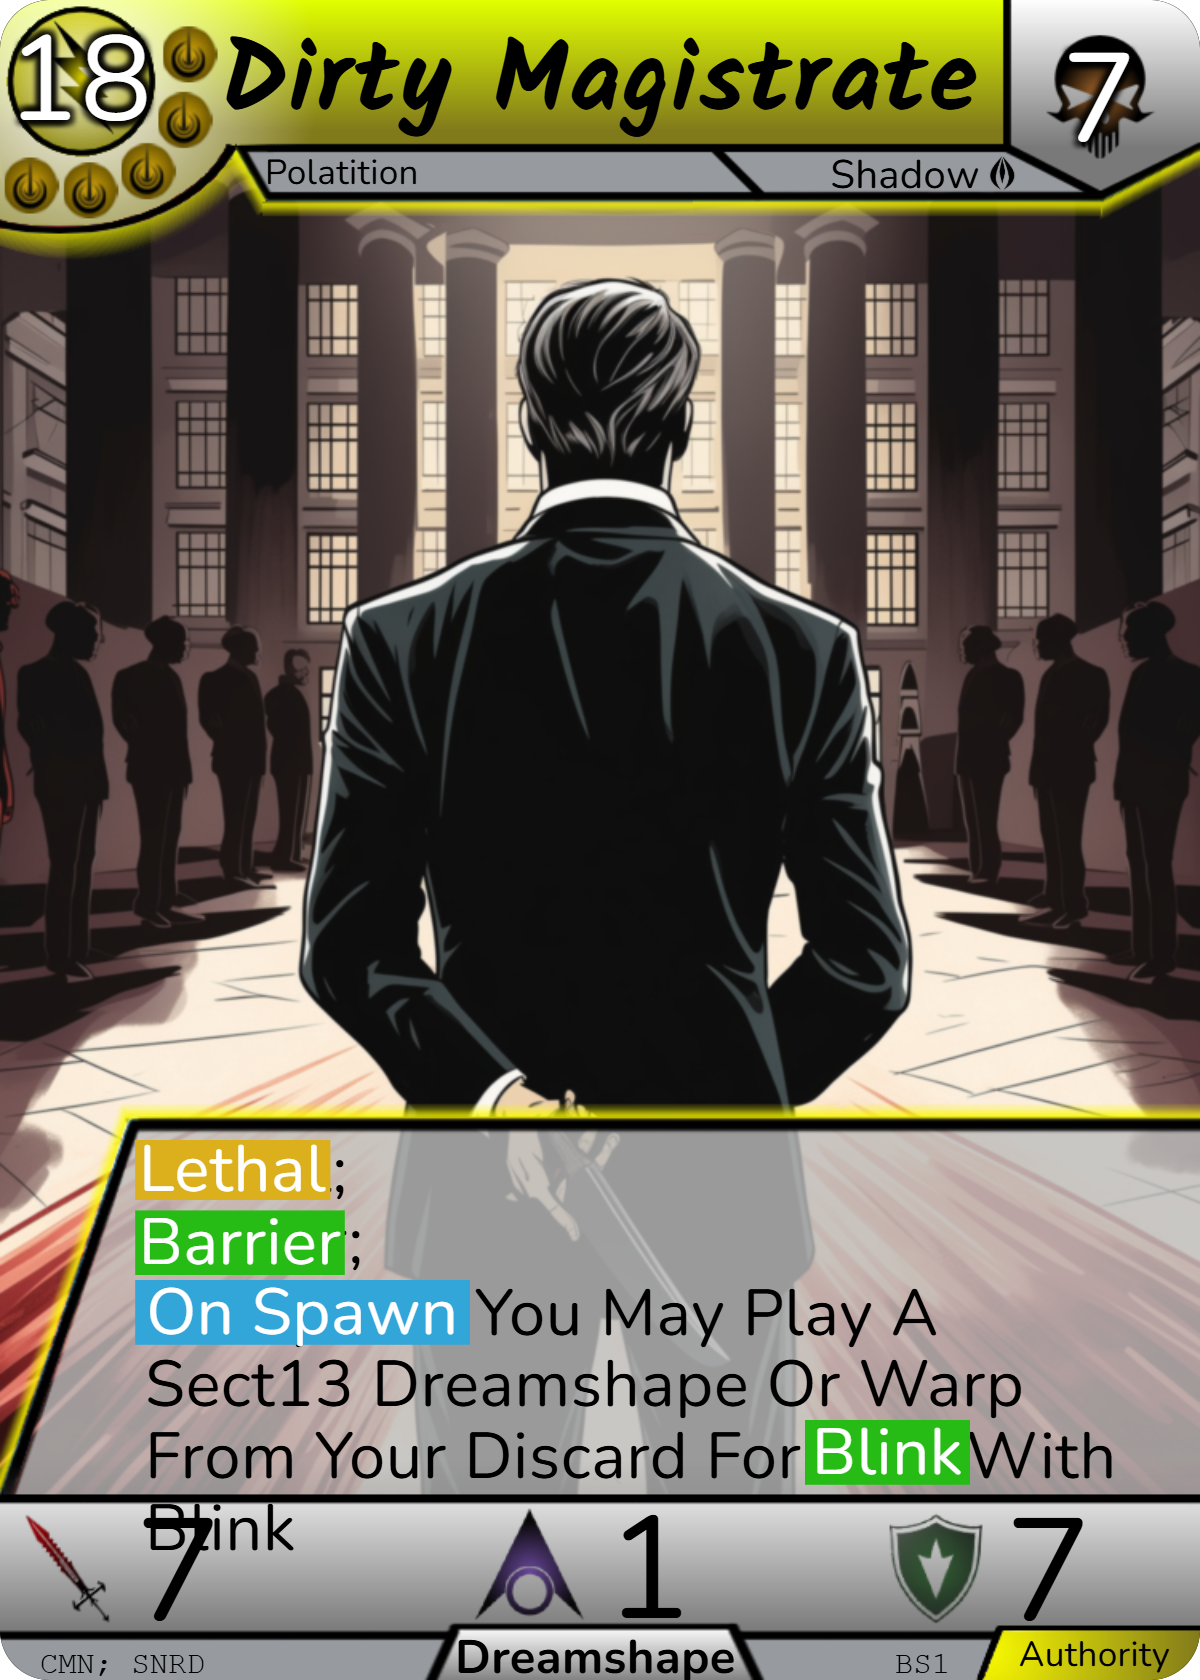 18
Dirty Magistrate
7
Polatition
Shadow
Lethal;
Barrier;
On Spawn You May Play A
Sect13 Dreamshape Or Warp
From Your Discard For Blink With
Blink
7
1
7
CMN; SNRD
Dreamshape
BS1
Authority